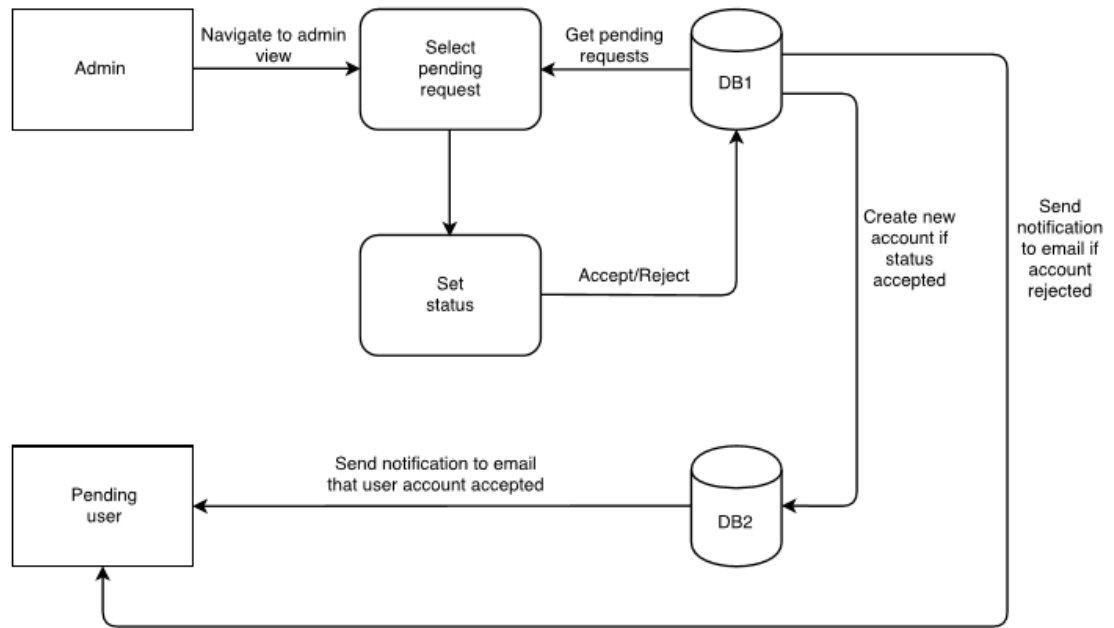 Admin
Navigate to admin
view
Select
pending
request
Get pending
requests
DB1
Set
status
Accept/Reject
Create new
account if
status
accepted
Send
notification
to email if
account
rejected
Pending
user
Send notification to email
that user account accepted
DB2